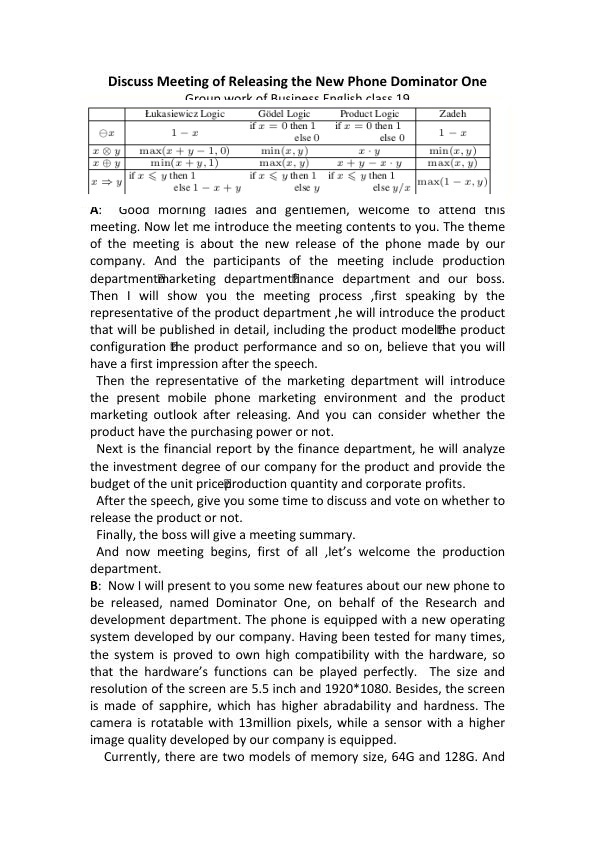 Discuss Meeting of Releasing the New Phone Dominator One
Group work of Business English class 19
Łukasiewicz Logic Gödel Logic Product Logic Zadeh
⊖x 1 − x if x = 0 then 1 else 0 if x = 0 then 1 else 0 1 − x
x ⊗ y max(x + y − 1, 0) min(x, y) x · y min(x, y)
x ⊕ y min(x + y, 1) max(x, y) x + y − x · y max(x, y)
x ⇒ y if x ⩽ y then 1 else 1 − x + y if x ⩽ y then 1 else y if x ⩽ y then 1 else y/x max(1 − x, y)
A: Good morning ladies and gentlemen, welcome to attend this
meeting. Now let me introduce the meeting contents to you. The theme
of the meeting is about the new release of the phone made by our
company. And the participants of the meeting include production
department marketing department finance department and our boss.
Then I will show you the meeting process ,first speaking by the
representative of the product department ,he will introduce the product
that will be published in detail, including the product model the product
configuration the product performance and so on, believe that you will
have a first impression after the speech.
Then the representative of the marketing department will introduce
the present mobile phone marketing environment and the product
marketing outlook after releasing. And you can consider whether the
product have the purchasing power or not.
Next is the financial report by the finance department, he will analyze
the investment degree of our company for the product and provide the
budget of the unit price production quantity and corporate profits.
After the speech, give you some time to discuss and vote on whether to
release the product or not.
Finally, the boss will give a meeting summary.
And now meeting begins, first of all ,let's welcome the production
department.
B: Now I will present to you some new features about our new phone to
be released, named Dominator One, on behalf of the Research and
development department. The phone is equipped with a new operating
system developed by our company. Having been tested for many times,
the system is proved to own high compatibility with the hardware, so
that the hardware's functions can be played perfectly. The size and
resolution of the screen are 5.5 inch and 1920*1080. Besides, the screen
is made of sapphire, which has higher abradability and hardness. The
camera is rotatable with 13million pixels, while a sensor with a higher
image quality developed by our company is equipped.
Currently, there are two models of memory size, 64G and 128G. And